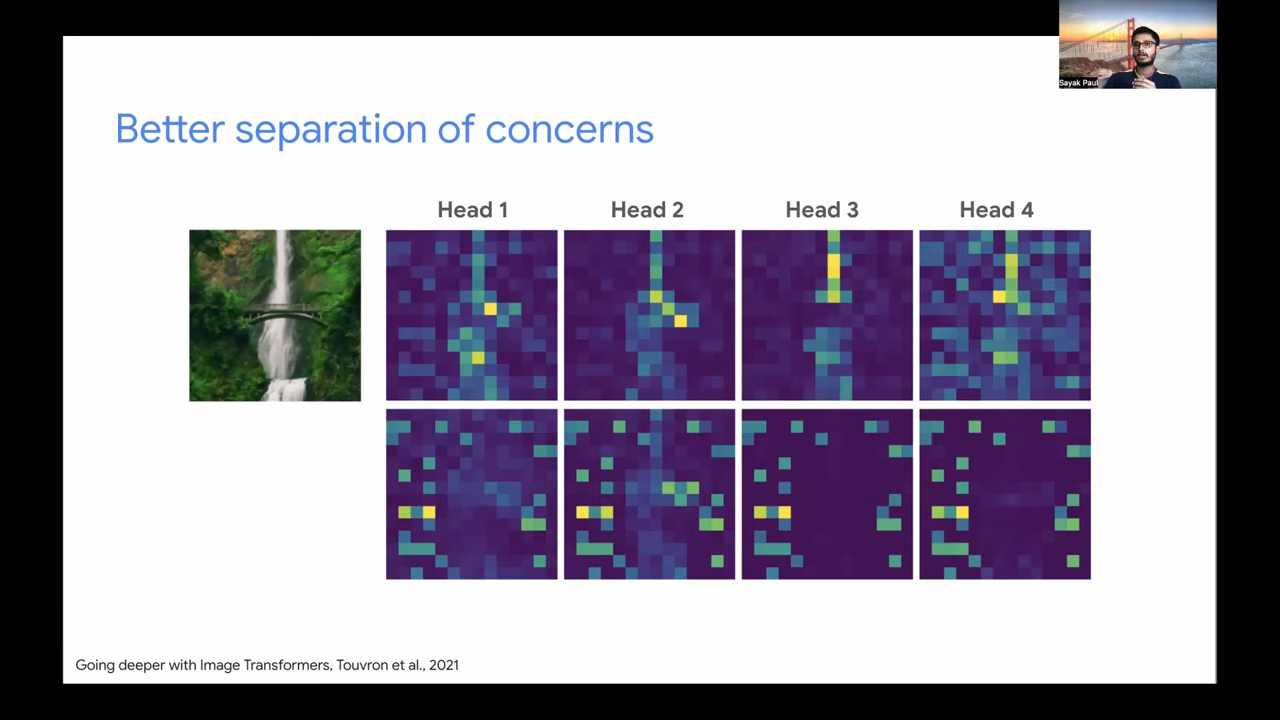 Sayak Paul
Better separation of concerns
Head 1 Head 2 Head 3 Head 4
Going deeper with Image Transformers, Touvron et al., 2021